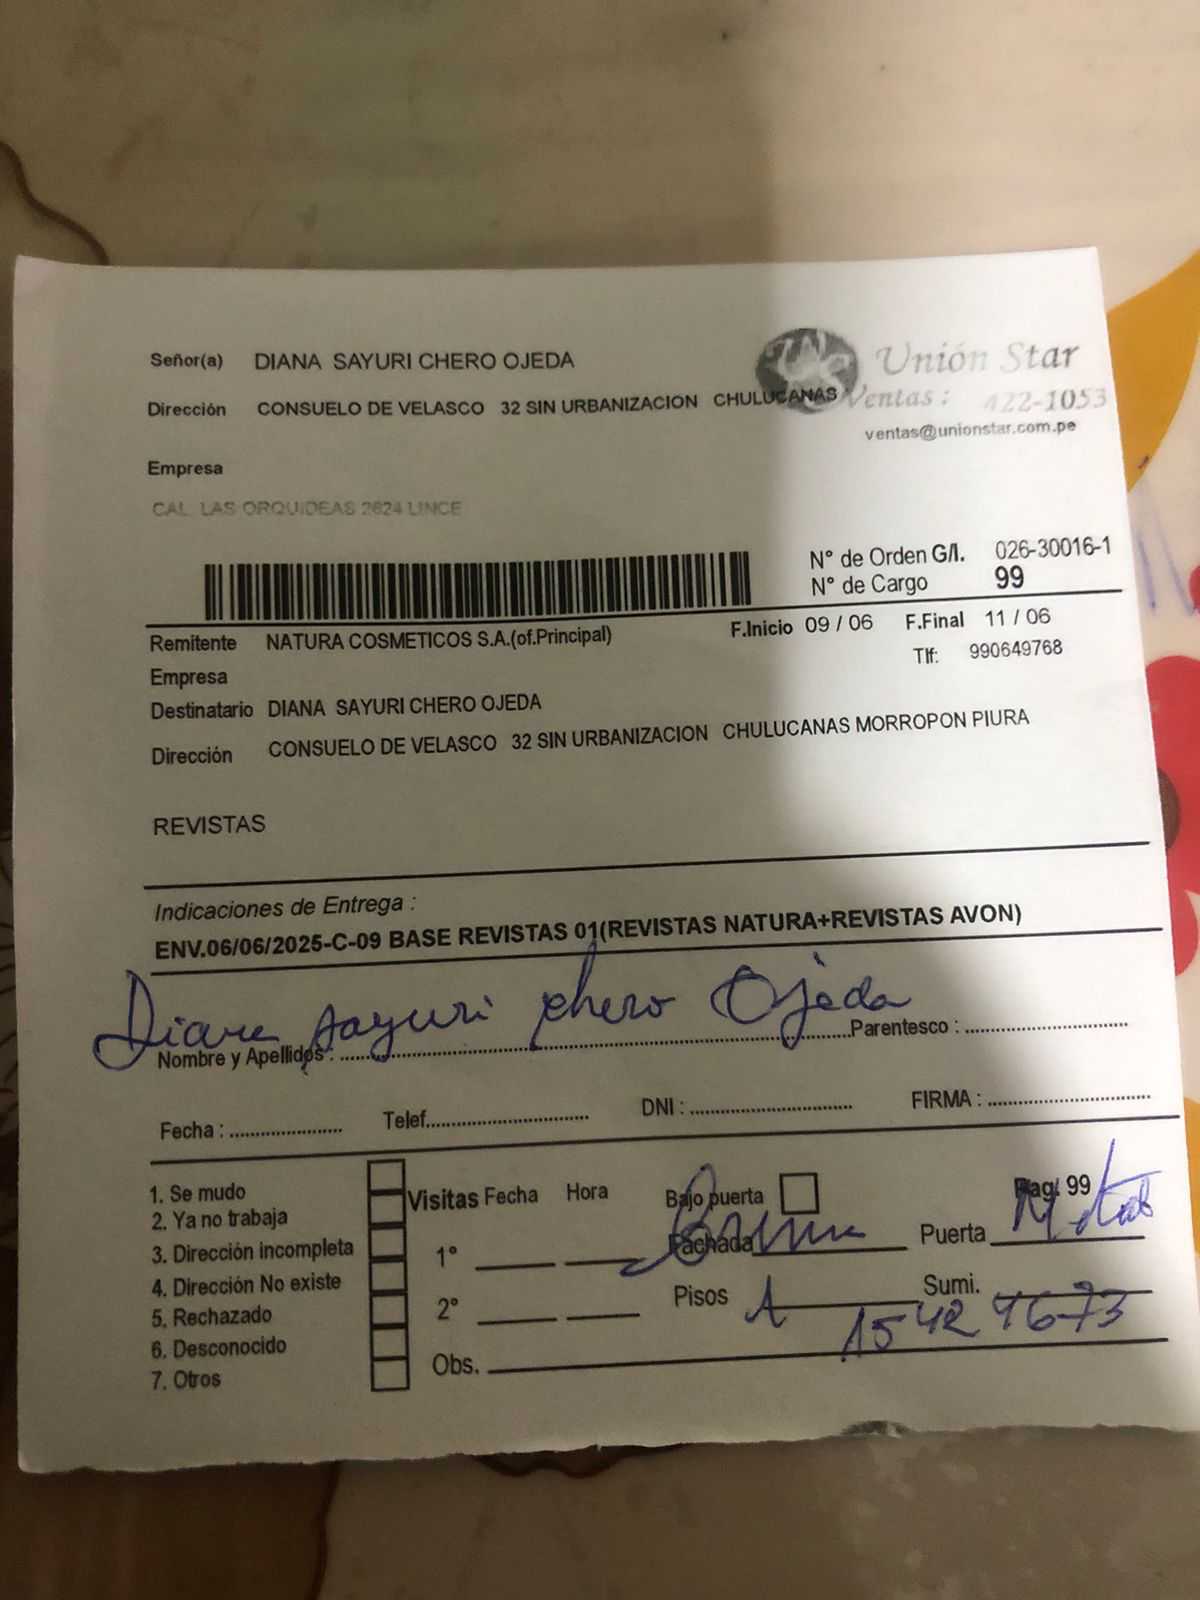 Señor(a) DIANA SAYURI CHERO OJEDA
Unión Star
Dirección CONSUELO DE VELASCO 32 SIN URBANIZACION CHULUCANAS
Ventas: 422-1053
ventas@unionstar.com.pe
Empresa
CAL LAS ORQUIDEAS 2624 LINCE
N° de Orden G/I. 026-30016-1
N° de Cargo 99
Remitente NATURA COSMETICOS S.A.(of.Principal)
F.Inicio 09 / 06 F.Final 11 / 06
Empresa
Tlf: 990649768
Destinatario DIANA SAYURI CHERO OJEDA
Dirección CONSUELO DE VELASCO 32 SIN URBANIZACION CHULUCANAS MORROPON PIURA
REVISTAS
Indicaciones de Entrega :
ENV.06/06/2025-C-09 BASE REVISTAS 01(REVISTAS NATURA+REVISTAS AVON)
Diana sayuri chero Ojeda
Nombre y Apellidos : Parentesco :
Fecha : Telef. DNI : FIRMA :
1. Se mudo
2. Ya no trabaja
3. Dirección incompleta
4. Dirección No existe
5. Rechazado
6. Desconocido
7. Otros
Visitas Fecha Hora
1°
2°
Obs.
Bajo puerta
Pag. 99
Fachada
Puerta Metal
Pisos 1
Sumi.